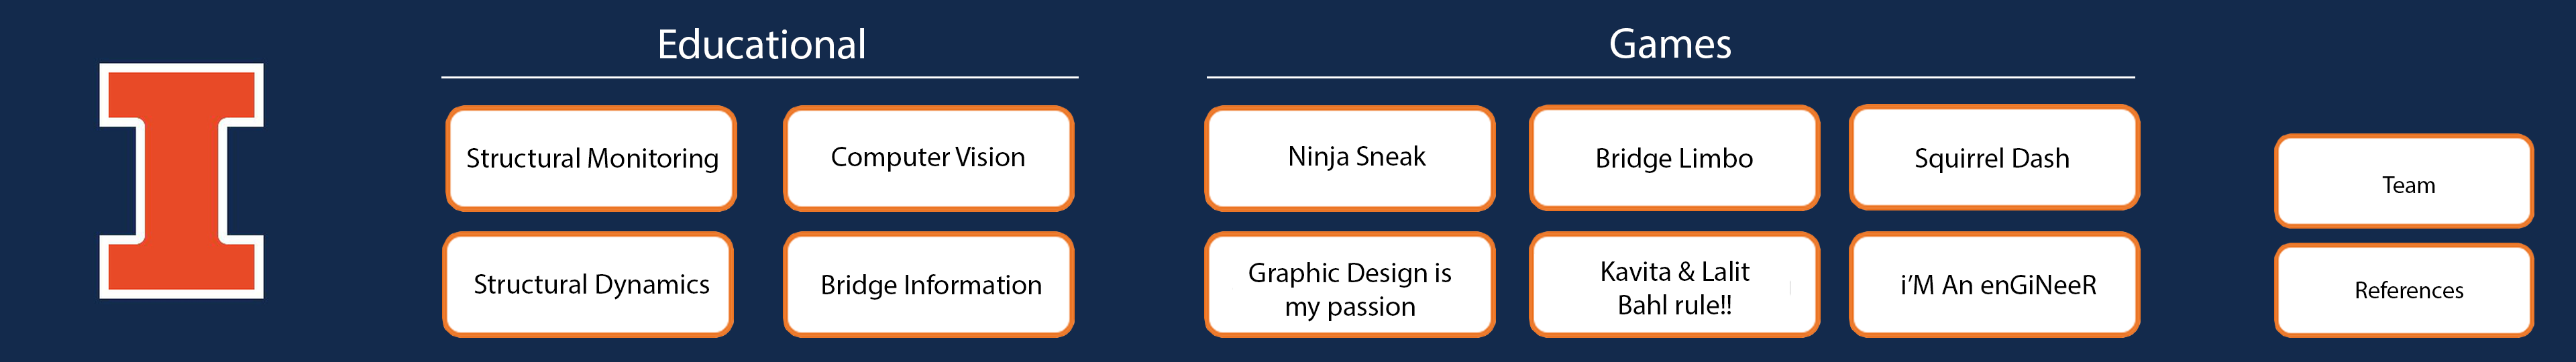 I
Educational
Games
Structural Monitoring
Computer Vision
Ninja Sneak
Bridge Limbo
Squirrel Dash
Team
Structural Dynamics
Bridge Information
Graphic Design is
my passion
Kavita & Lalit
Bahl rule!!
i’M An enGiNeeR
References